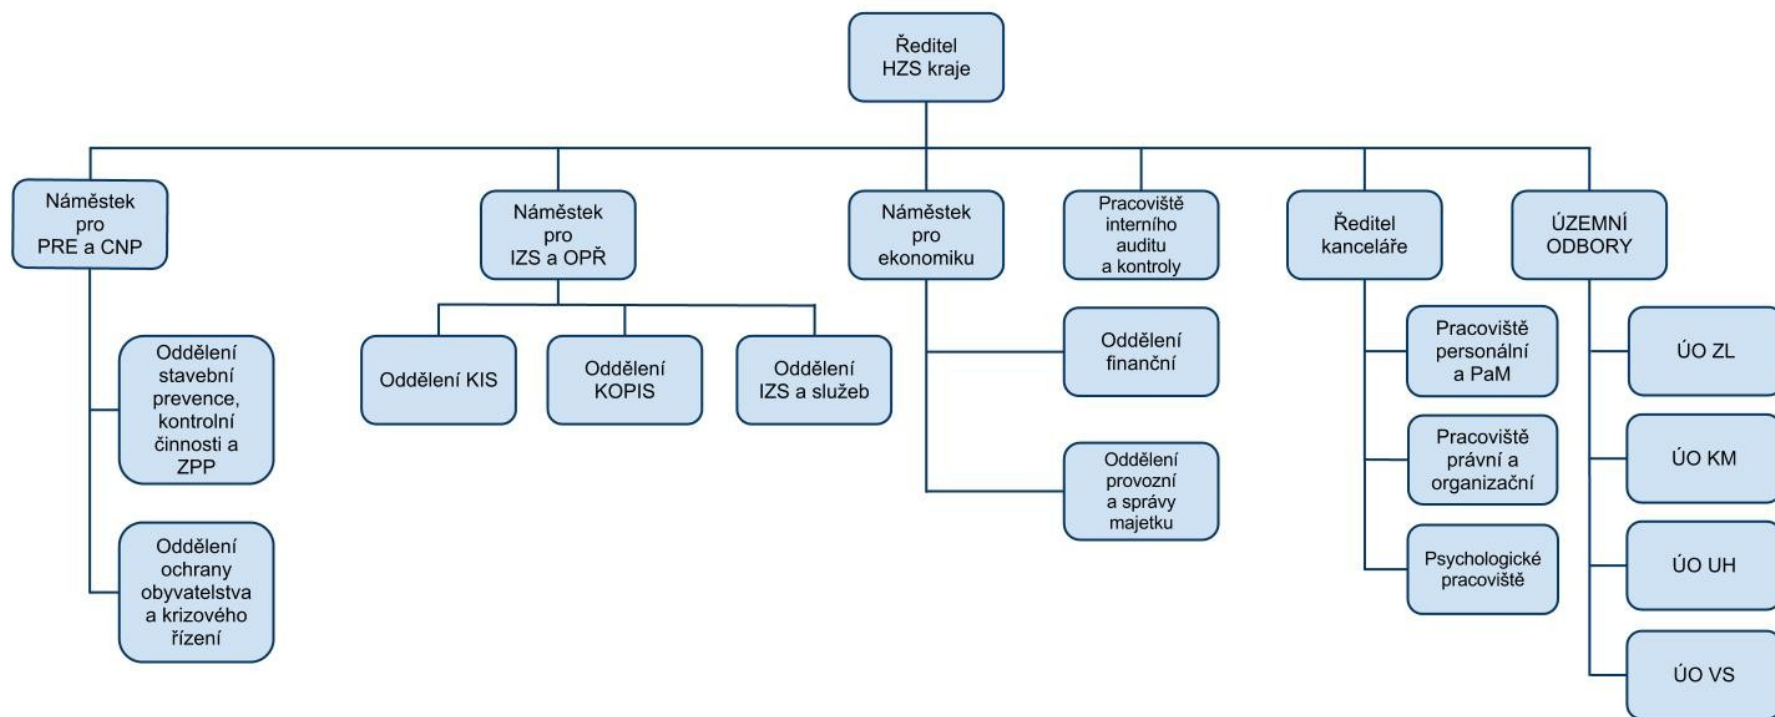 Ředitel
HZS kraje
Náměstek
pro
PRE a CNP
Náměstek
pro
IZS a OPŘ
Náměstek
pro
ekonomiku
Pracoviště
interního
auditu
a kontroly
Ředitel
kanceláře
ÚZEMNÍ
ODBORY
Oddělení
stavební
prevence,
kontrolní
činnosti a
ZPP
Oddělení
ochrany
obyvatelstva
a krizového
řízení
Oddělení KIS
Oddělení
KOPIS
Oddělení
IZS a služeb
Oddělení
finanční
Oddělení
provozní
a správy
majetku
Pracoviště
personální
a PaM
Pracoviště
právní a
organizační
Psychologické
pracoviště
ÚO ZL
ÚO KM
ÚO UH
ÚO VS